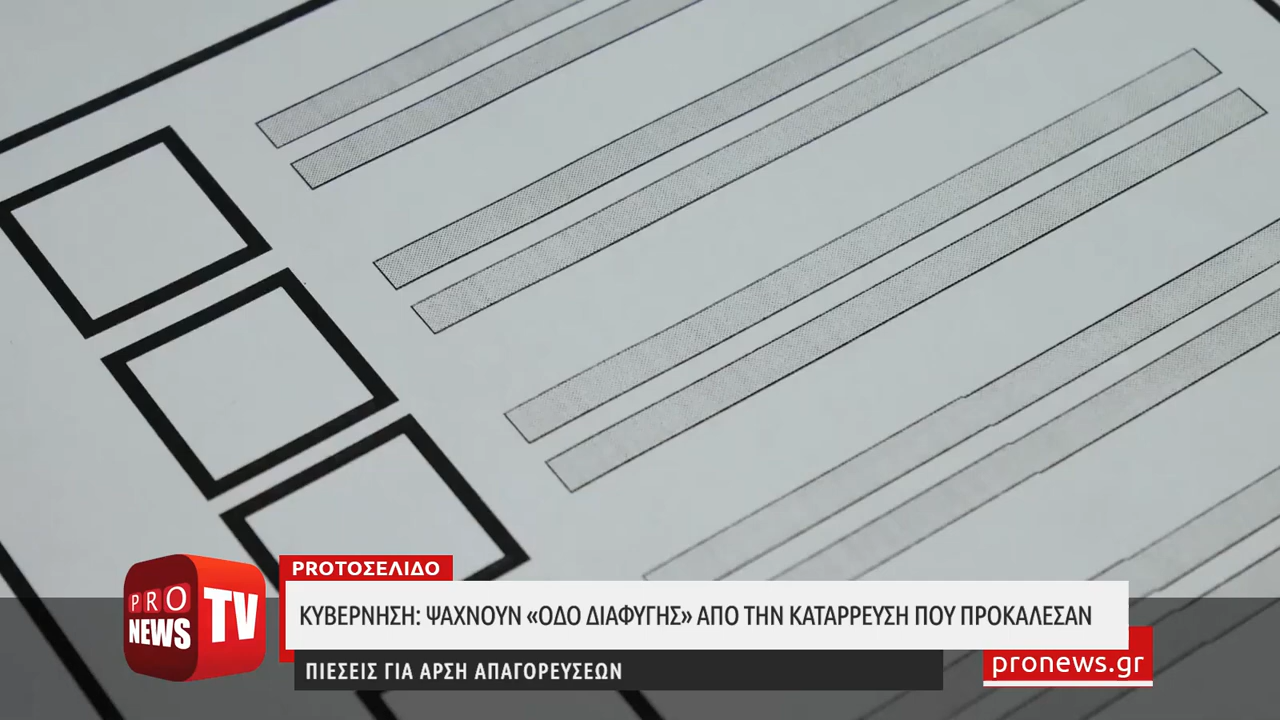 PROTOΣΕΛΙΔΟ
PRO
NEWS
TV
ΚΥΒΕΡΝΗΣΗ: ΨΑΧΝΟΥΝ «ΟΔΟ ΔΙΑΦΥΓΗΣ» ΑΠΟ ΤΗΝ ΚΑΤΑΡΡΕΥΣΗ ΠΟΥ ΠΡΟΚΑΛΕΣΑΝ
ΠΙΕΣΕΙΣ ΓΙΑ ΑΡΣΗ ΑΠΑΓΟΡΕΥΣΕΩΝ
pronews.gr